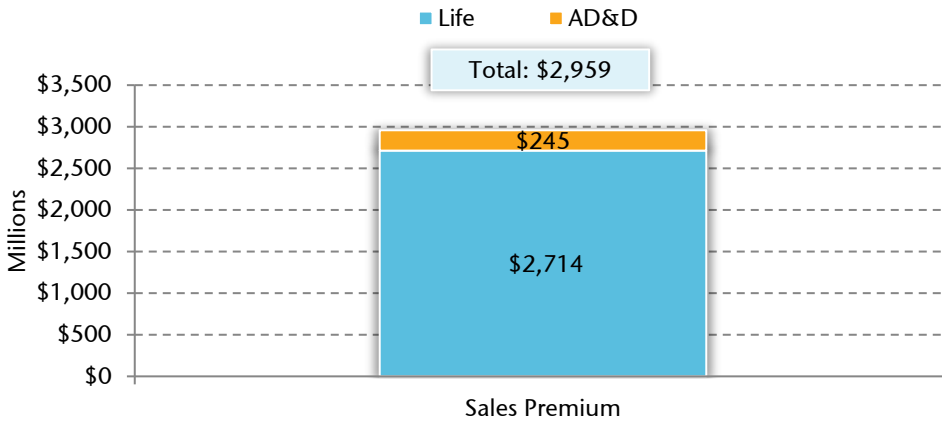 Life AD&D
Total: $2,959
$3,500
$3,000
$2,500
$2,000
$1,500
$1,000
$500
$0
Millions
$245
$2,714
Sales Premium